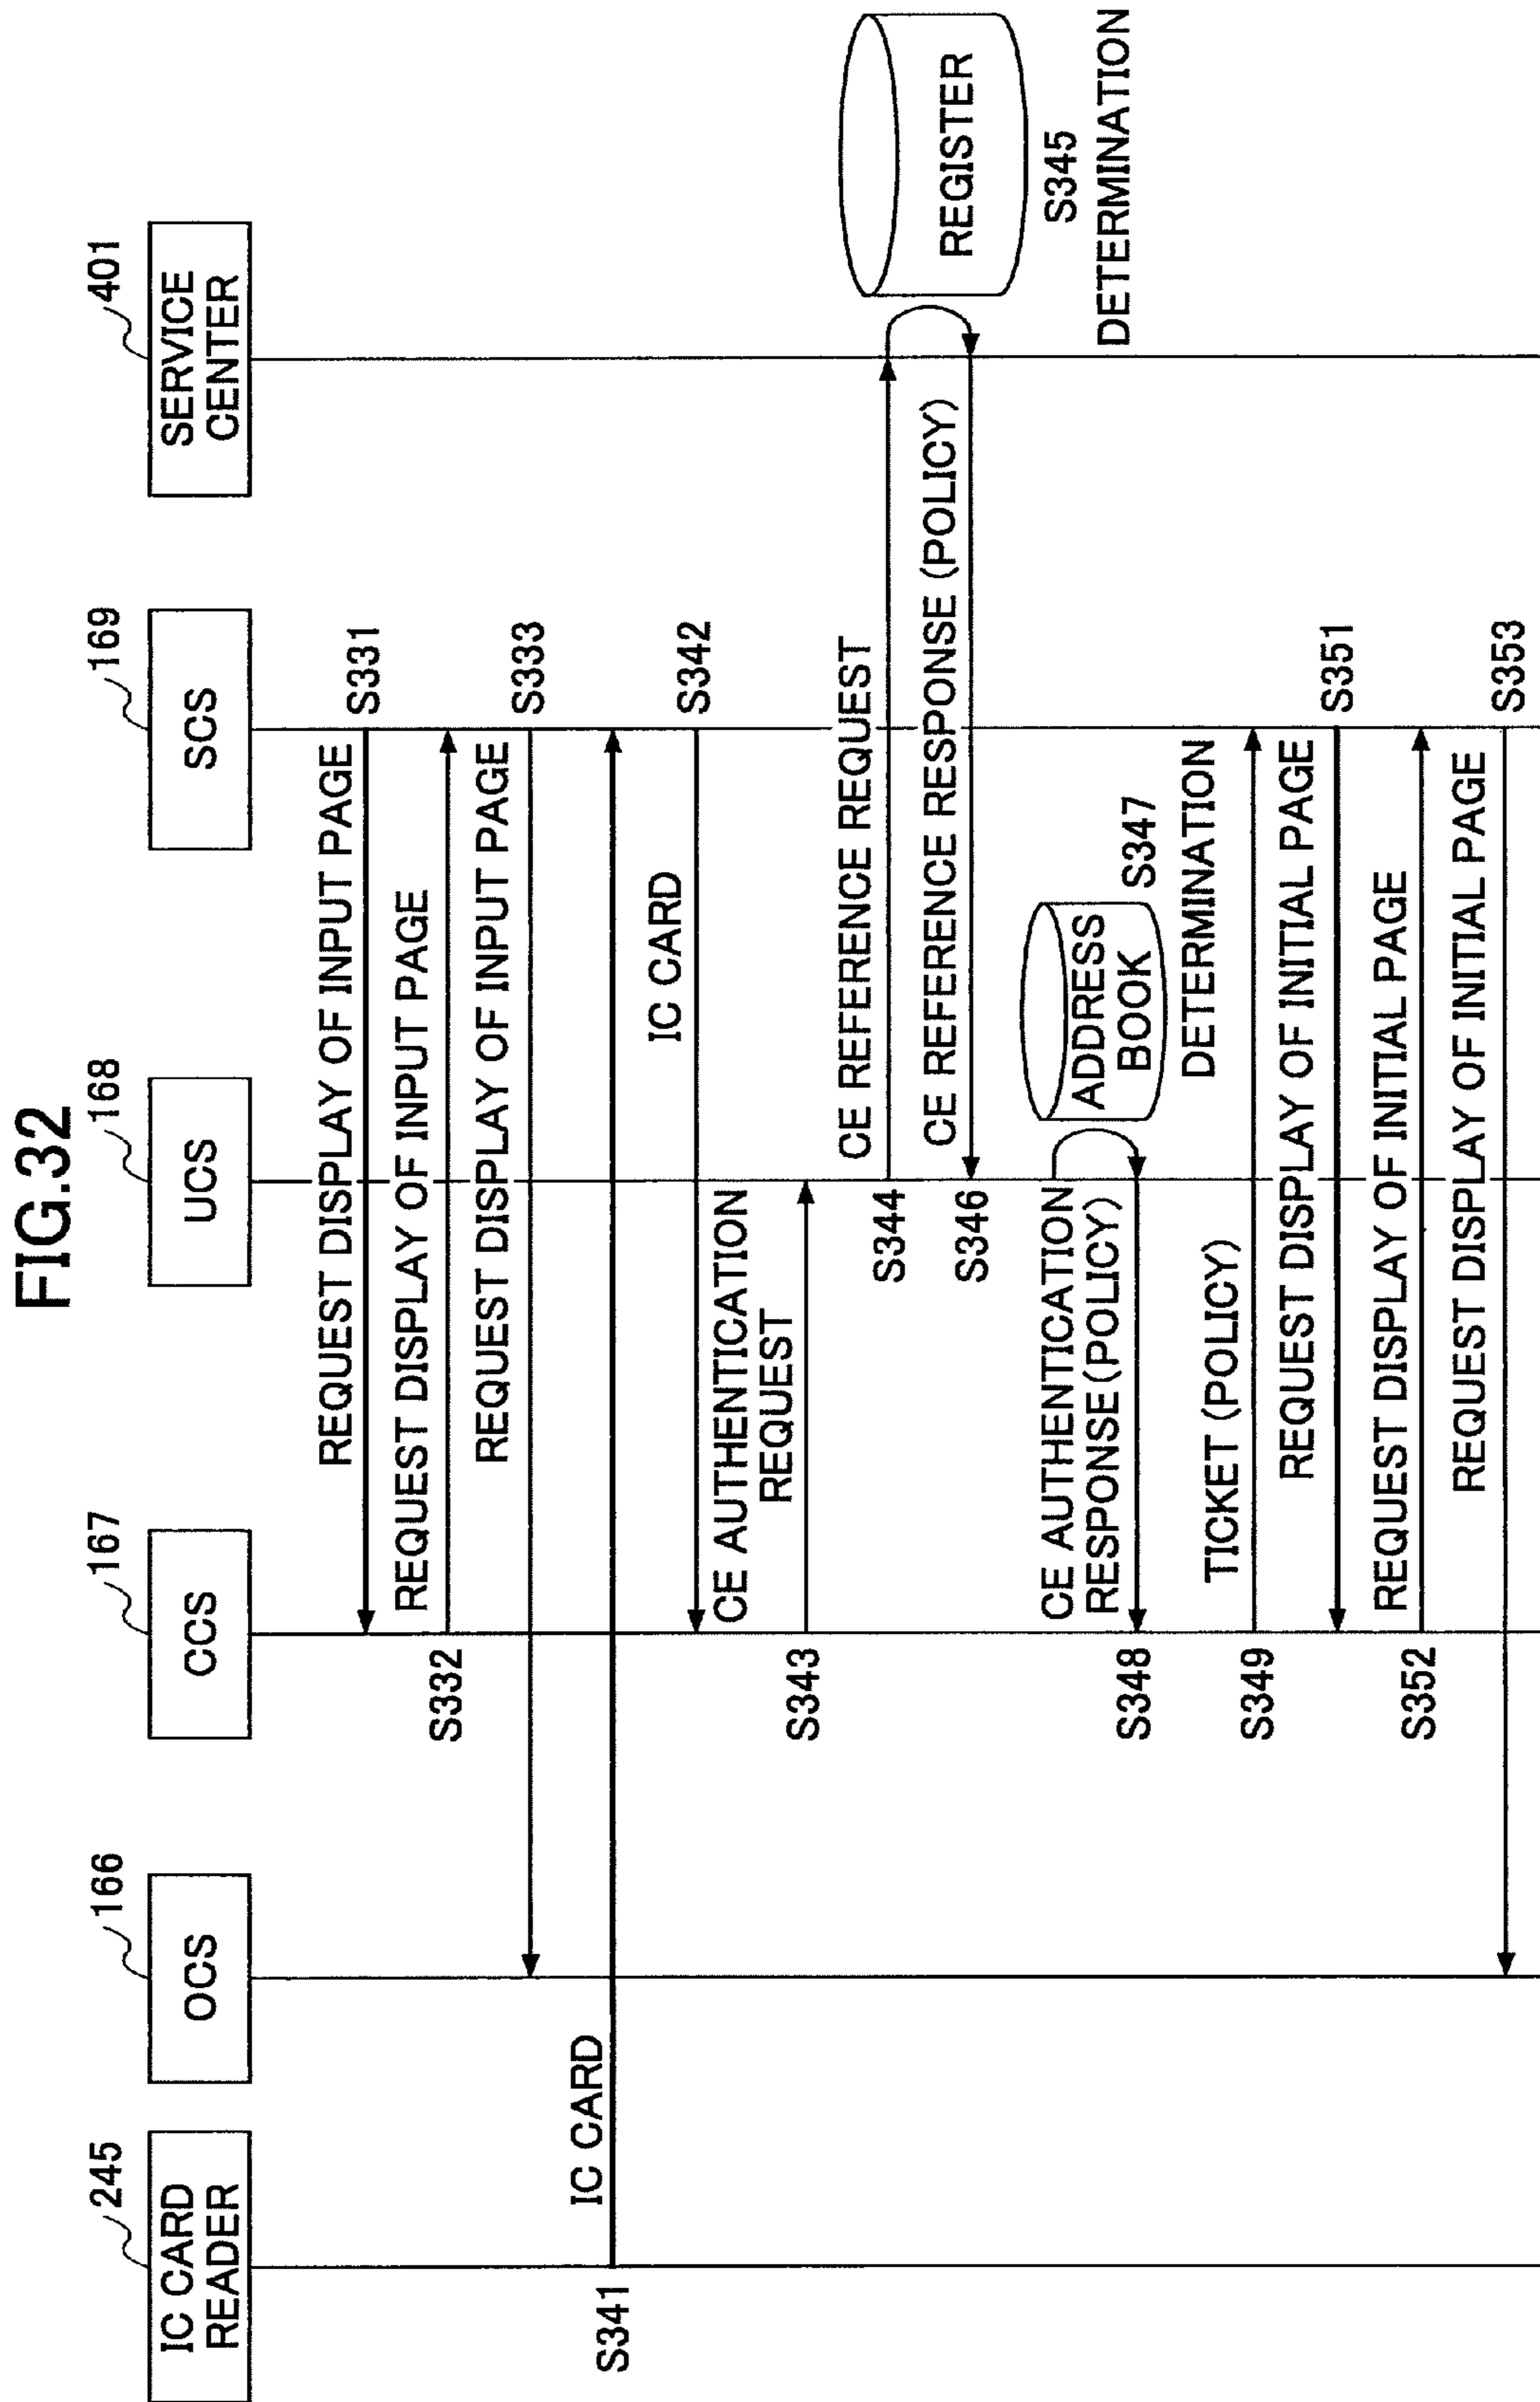 FIG.32
IC CARD
READER
245
OCS
166
CCS
167
UCS
168
SCS
169
SERVICE
CENTER
401
REQUEST DISPLAY OF INPUT PAGE
S331
REQUEST DISPLAY OF INPUT PAGE
S332
REQUEST DISPLAY OF INPUT PAGE
S333
S341
IC CARD
IC CARD
S342
CE AUTHENTICATION
REQUEST
S343
CE REFERENCE REQUEST
S344
REGISTER
S345
DETERMINATION
CE REFERENCE RESPONSE (POLICY)
S346
ADDRESS
BOOK
S347
DETERMINATION
CE AUTHENTICATION
RESPONSE(POLICY)
S348
TICKET (POLICY)
S349
REQUEST DISPLAY OF INITIAL PAGE
S351
REQUEST DISPLAY OF INITIAL PAGE
S352
REQUEST DISPLAY OF INITIAL PAGE
S353